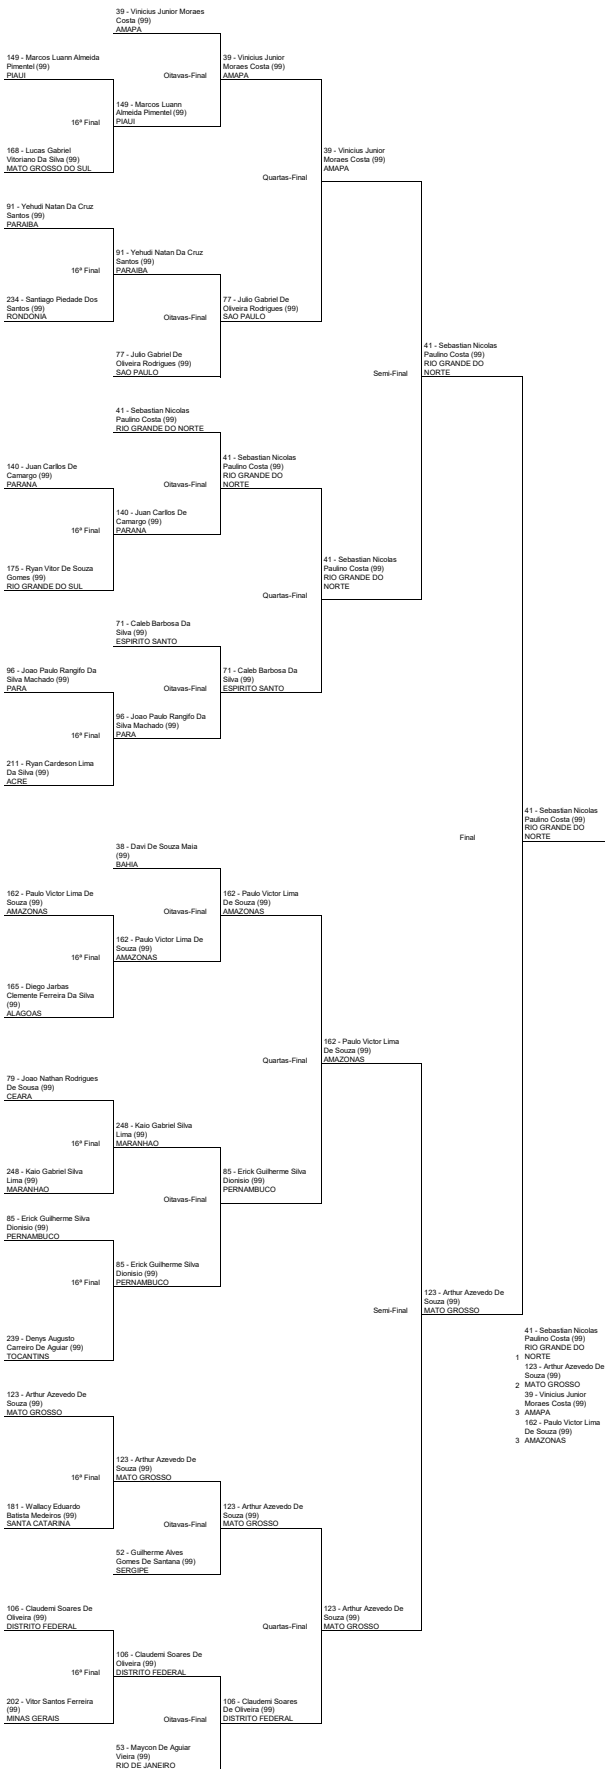 39 - Vinicius Junior Moraes
Costa (99)
AMAPA
149 - Marcos Luann Almeida
Pimentel (99)
PIAUI
Oitavas-Final
39 - Vinicius Junior
Moraes Costa (99)
AMAPA
149 - Marcos Luann
Almeida Pimentel (99)
PIAUI
16ª Final
168 - Lucas Gabriel
Vitoriano Da Silva (99)
MATO GROSSO DO SUL
39 - Vinicius Junior
Moraes Costa (99)
AMAPA
Quartas-Final
91 - Yehudi Natan Da Cruz
Santos (99)
PARAIBA
91 - Yehudi Natan Da Cruz
Santos (99)
PARAIBA
16ª Final
234 - Santiago Piedade Dos
Santos (99)
RONDONIA
Oitavas-Final
77 - Julio Gabriel De
Oliveira Rodrigues (99)
SAO PAULO
77 - Julio Gabriel De
Oliveira Rodrigues (99)
SAO PAULO
Semi-Final
41 - Sebastian Nicolas
Paulino Costa (99)
RIO GRANDE DO
NORTE
41 - Sebastian Nicolas
Paulino Costa (99)
RIO GRANDE DO NORTE
140 - Juan Carllos De
Camargo (99)
PARANA
Oitavas-Final
41 - Sebastian Nicolas
Paulino Costa (99)
RIO GRANDE DO
NORTE
140 - Juan Carllos De
Camargo (99)
PARANA
16ª Final
175 - Ryan Vitor De Souza
Gomes (99)
RIO GRANDE DO SUL
41 - Sebastian Nicolas
Paulino Costa (99)
RIO GRANDE DO
NORTE
Quartas-Final
71 - Caleb Barbosa Da
Silva (99)
ESPIRITO SANTO
96 - Joao Paulo Rangifo Da
Silva Machado (99)
PARA
Oitavas-Final
71 - Caleb Barbosa Da
Silva (99)
ESPIRITO SANTO
96 - Joao Paulo Rangifo Da
Silva Machado (99)
PARA
16ª Final
211 - Ryan Cardeson Lima
Da Silva (99)
ACRE
Final
41 - Sebastian Nicolas
Paulino Costa (99)
RIO GRANDE DO
NORTE
38 - Davi De Souza Maia
(99)
BAHIA
162 - Paulo Victor Lima De
Souza (99)
AMAZONAS
Oitavas-Final
162 - Paulo Victor Lima
De Souza (99)
AMAZONAS
162 - Paulo Victor Lima De
Souza (99)
AMAZONAS
16ª Final
165 - Diego Jarbas
Clemente Ferreira Da Silva
(99)
ALAGOAS
162 - Paulo Victor Lima
De Souza (99)
AMAZONAS
Quartas-Final
79 - Joao Nathan Rodrigues
De Sousa (99)
CEARA
248 - Kaio Gabriel Silva
Lima (99)
MARANHAO
16ª Final
248 - Kaio Gabriel Silva
Lima (99)
MARANHAO
Oitavas-Final
85 - Erick Guilherme Silva
Dionisio (99)
PERNAMBUCO
85 - Erick Guilherme Silva
Dionisio (99)
PERNAMBUCO
85 - Erick Guilherme Silva
Dionisio (99)
PERNAMBUCO
16ª Final
239 - Denys Augusto
Carreiro De Aguiar (99)
TOCANTINS
Semi-Final
123 - Arthur Azevedo De
Souza (99)
MATO GROSSO
41 - Sebastian Nicolas
Paulino Costa (99)
RIO GRANDE DO
1 NORTE
123 - Arthur Azevedo De
Souza (99)
2 MATO GROSSO
39 - Vinicius Junior
Moraes Costa (99)
3 AMAPA
162 - Paulo Victor Lima
De Souza (99)
3 AMAZONAS
123 - Arthur Azevedo De
Souza (99)
MATO GROSSO
123 - Arthur Azevedo De
Souza (99)
MATO GROSSO
16ª Final
181 - Wallacy Eduardo
Batista Medeiros (99)
SANTA CATARINA
Oitavas-Final
123 - Arthur Azevedo De
Souza (99)
MATO GROSSO
52 - Guilherme Alves
Gomes De Santana (99)
SERGIPE
123 - Arthur Azevedo De
Souza (99)
MATO GROSSO
Quartas-Final
106 - Claudemi Soares De
Oliveira (99)
DISTRITO FEDERAL
106 - Claudemi Soares De
Oliveira (99)
DISTRITO FEDERAL
16ª Final
202 - Vitor Santos Ferreira
(99)
MINAS GERAIS
Oitavas-Final
106 - Claudemi Soares
De Oliveira (99)
DISTRITO FEDERAL
53 - Maycon De Aguiar
Vieira (99)
RIO DE JANEIRO